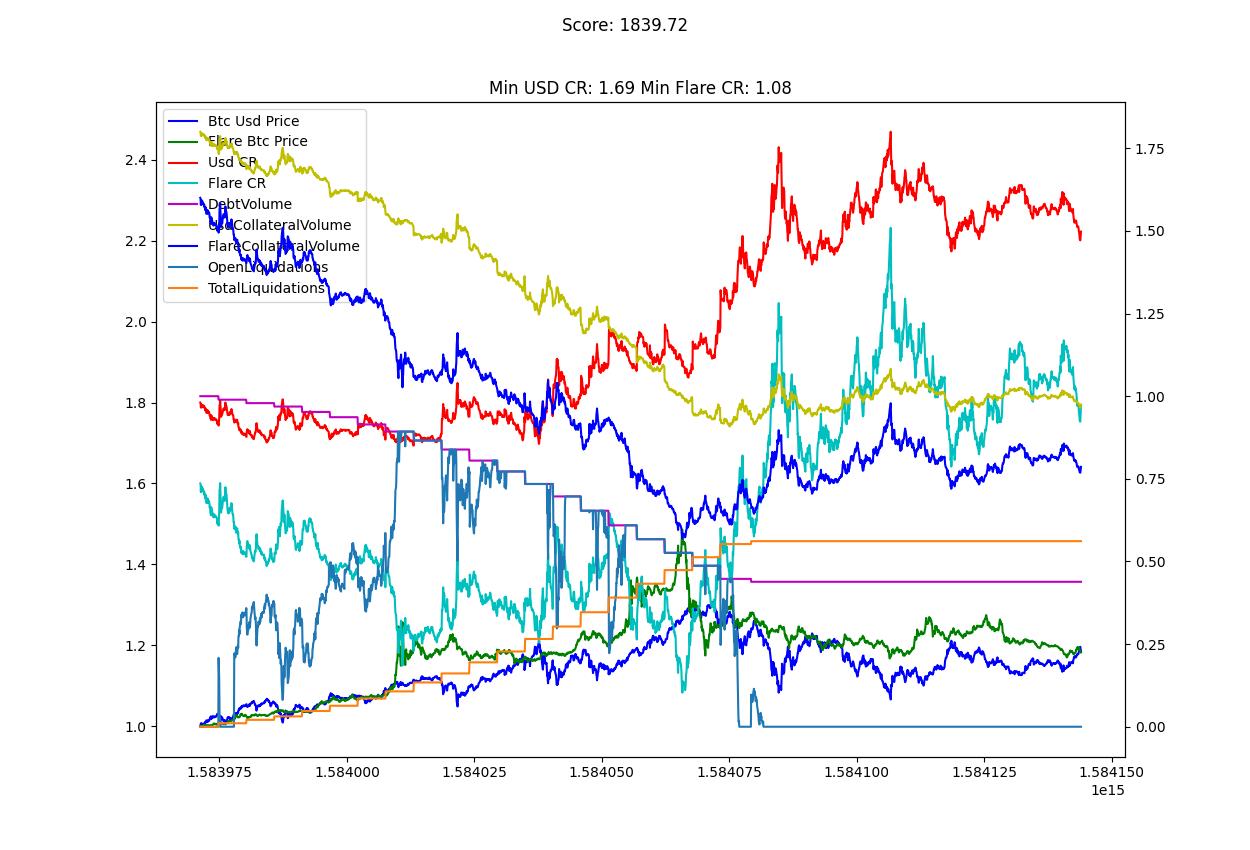 Score: 1839.72
Min USD CR: 1.69 Min Flare CR: 1.08
Btc Usd Price
Flare Btc Price
Usd CR
Flare CR
DebtVolume
UsdCollateralVolume
FlareCollateralVolume
OpenLiquidations
TotalLiquidations
2.4
2.2
2.0
1.8
1.6
1.4
1.2
1.0
1.75
1.50
1.25
1.00
0.75
0.50
0.25
0.00
1.583975
1.584000
1.584025
1.584050
1.584075
1.584100
1.584125
1.584150
1e15